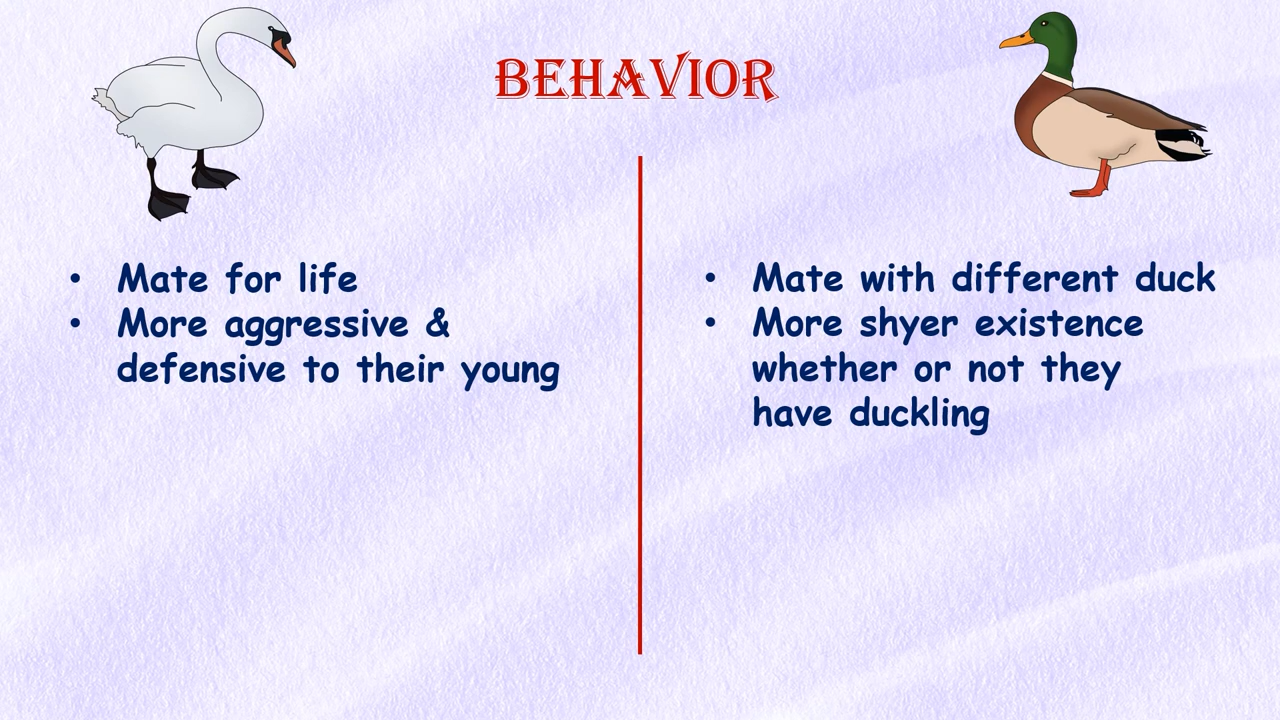 BEHAVIOR
• Mate for life
• More aggressive &
defensive to their young
• Mate with different duck
• More shyer existence
whether or not they
have duckling